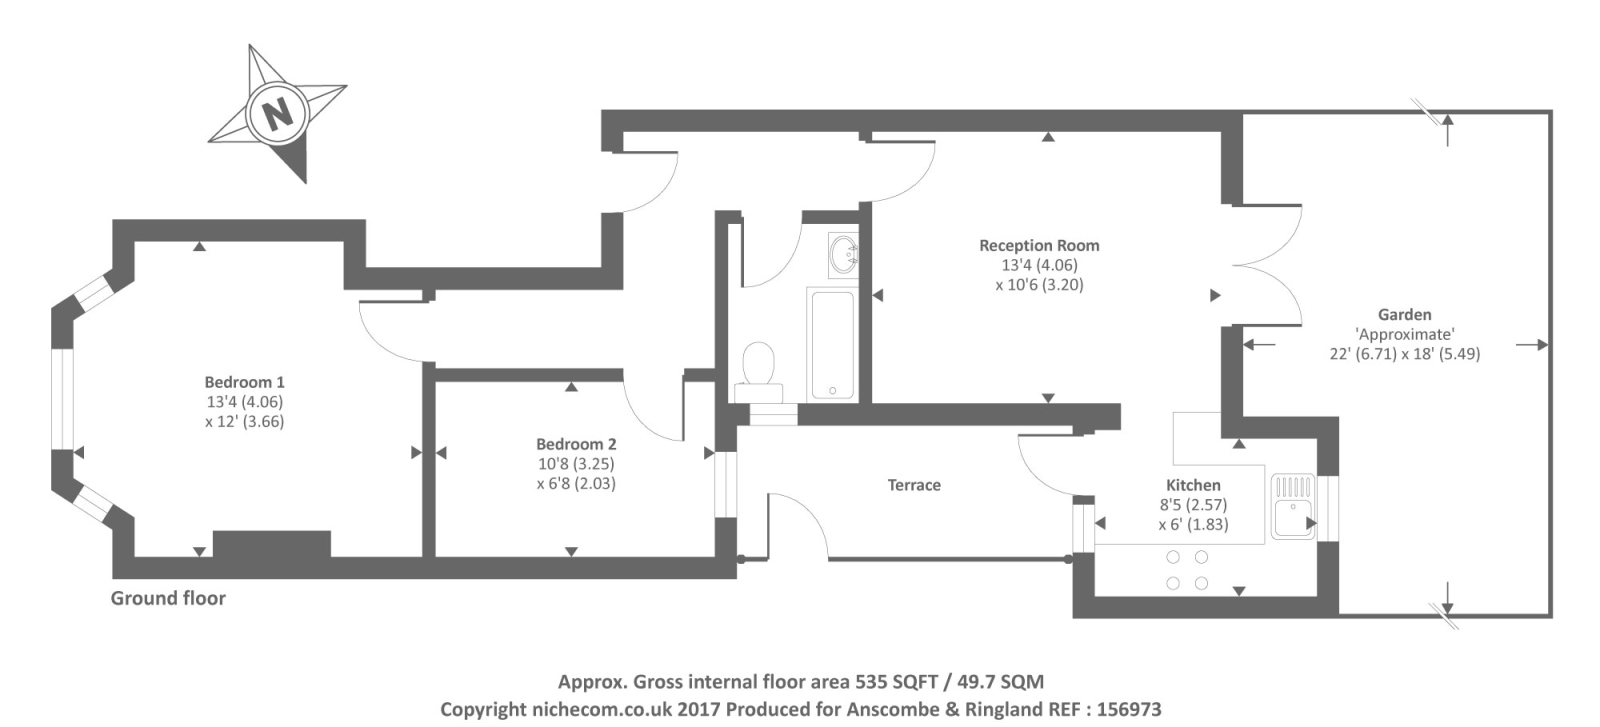 N
Reception Room
13'4 (4.06)
x 10'6 (3.20)
Garden
'Approximate'
22' (6.71) x 18' (5.49)
Bedroom 1
13'4 (4.06)
x 12' (3.66)
Bedroom 2
10'8 (3.25)
x 6'8 (2.03)
Terrace
Kitchen
8'5 (2.57)
x 6' (1.83)
Ground floor
Approx. Gross internal floor area 535 SQFT / 49.7 SQM
Copyright nichecom.co.uk 2017 Produced for Anscombe & Ringland REF : 156973